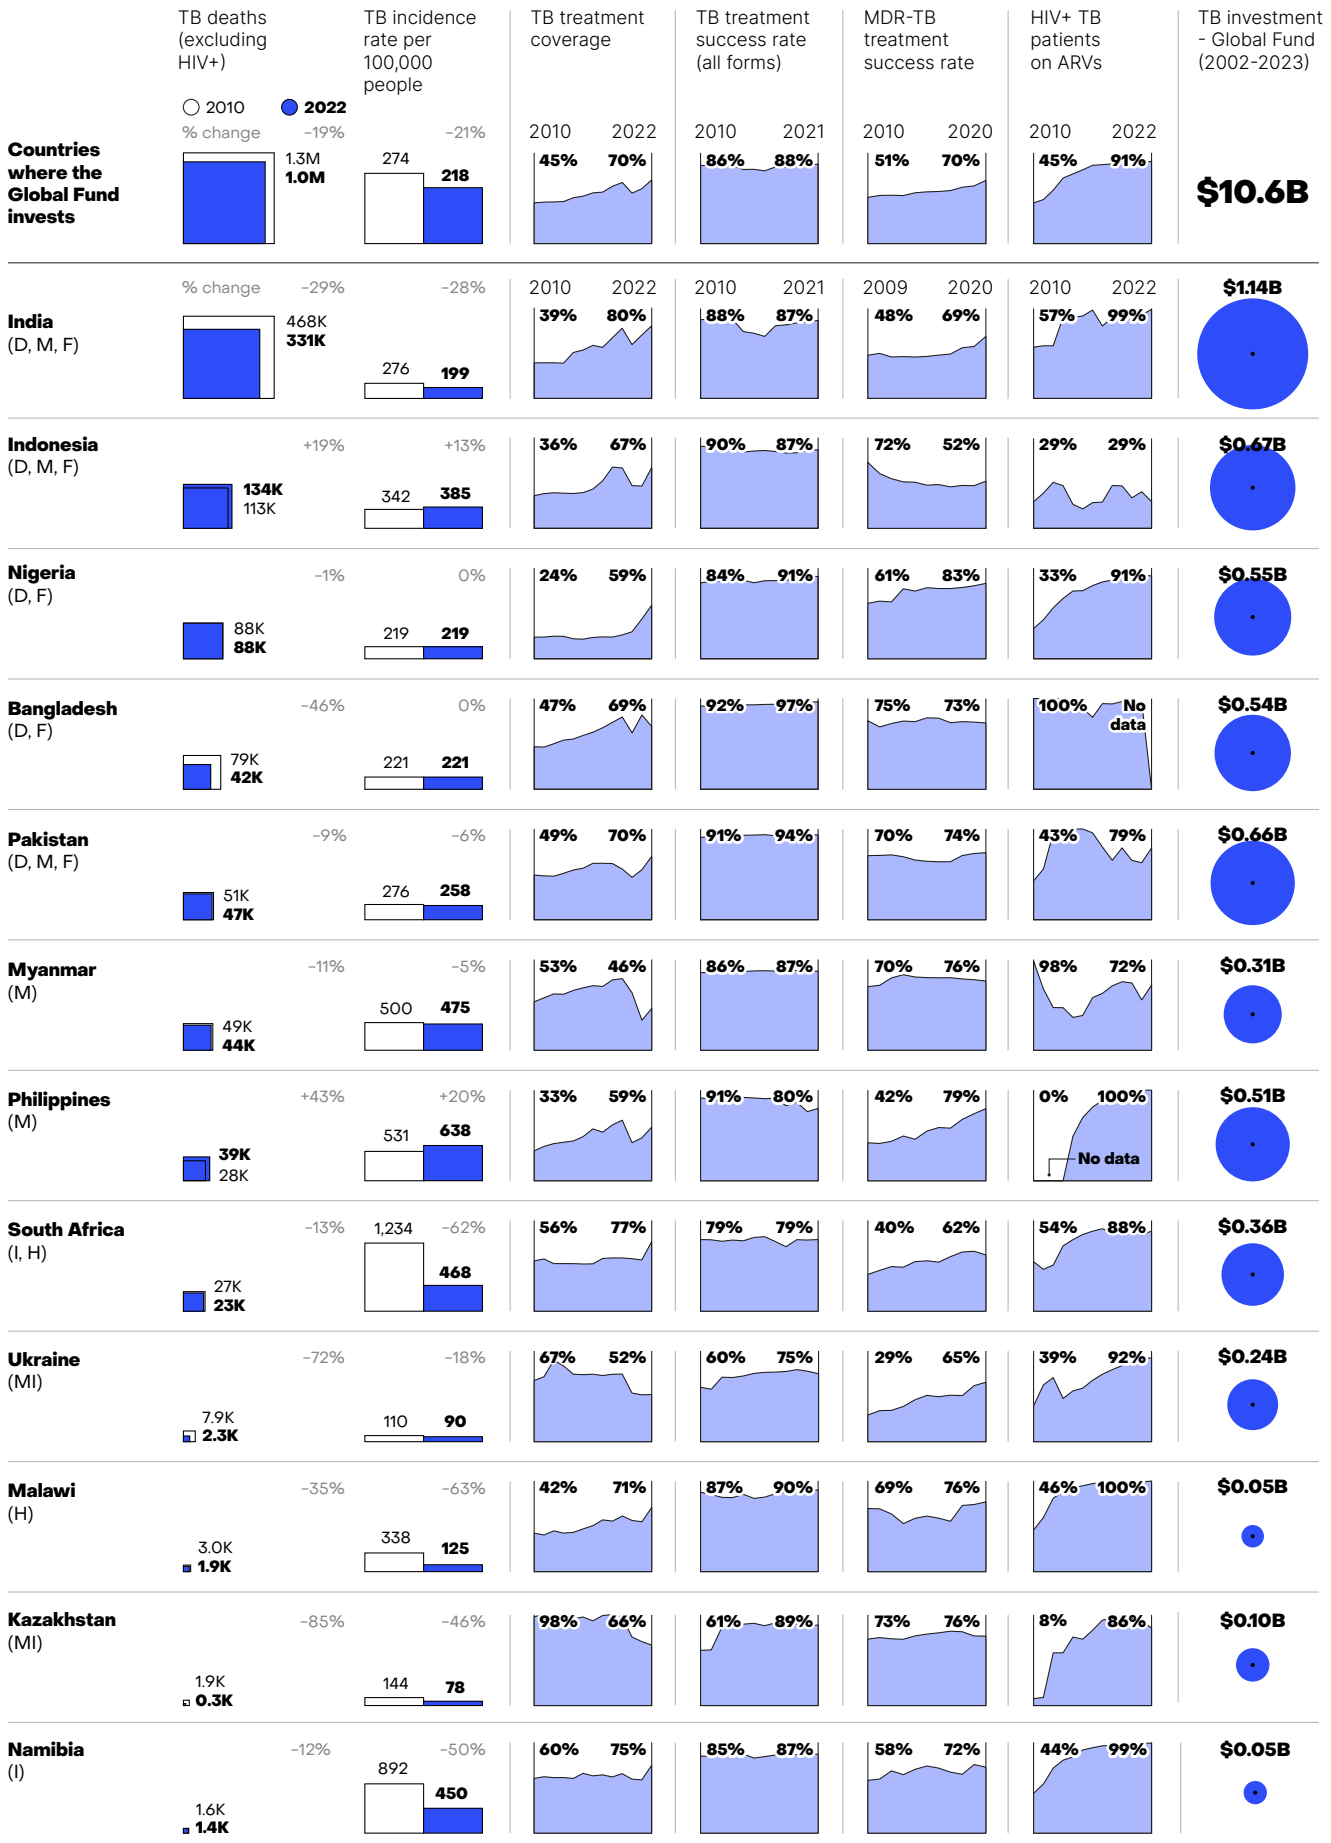 TB deaths
(excluding
HIV+)
TB incidence
rate per
100,000
people
TB treatment
coverage
TB treatment
success rate
(all forms)
MDR-TB
treatment
success rate
HIV+ TB
patients
on ARVs
TB investment
- Global Fund
(2002-2023)
2010 2022
Countries
where the
Global Fund
invests
% change -19% -21%
1.3M
1.0M
274 218
2010 2022 2010 2021 2010 2020 2010 2022
45% 70% 86% 88% 51% 70% 45% 91%
$10.6B
India
(D, M, F)
% change -29% -28%
468K
331K
276 199
2010 2022 2010 2021 2009 2020 2010 2022
39% 80% 88% 87% 48% 69% 57% 99%
$1.14B
Indonesia
(D, M, F)
+19% +13%
134K
113K
342 385
36% 67% 90% 87% 72% 52% 29% 29%
$0.67B
Nigeria
(D, F)
-1% 0%
88K
88K
219 219
24% 59% 84% 91% 61% 83% 33% 91%
$0.55B
Bangladesh
(D, F)
-46% 0%
79K
42K
221 221
47% 69% 92% 97% 75% 73% 100% No
data
$0.54B
Pakistan
(D, M, F)
-9% -6%
51K
47K
276 258
49% 70% 91% 94% 70% 74% 43% 79%
$0.66B
Myanmar
(M)
-11% -5%
49K
44K
500 475
53% 46% 86% 87% 70% 76% 98% 72%
$0.31B
Philippines
(M)
+43% +20%
39K
28K
531 638
33% 59% 91% 80% 42% 79% 0% 100%
No data
$0.51B
South Africa
(I, H)
-13% -62%
27K
23K
1,234 468
56% 77% 79% 79% 40% 62% 54% 88%
$0.36B
Ukraine
(MI)
-72% -18%
7.9K
2.3K
110 90
67% 52% 60% 75% 29% 65% 39% 92%
$0.24B
Malawi
(H)
-35% -63%
3.0K
1.9K
338 125
42% 71% 87% 90% 69% 76% 46% 100%
$0.05B
Kazakhstan
(MI)
-85% -46%
1.9K
0.3K
144 78
98% 66% 61% 89% 73% 76% 8% 86%
$0.10B
Namibia
(I)
-12% -50%
1.6K
1.4K
892 450
60% 75% 85% 87% 58% 72% 44% 99%
$0.05B